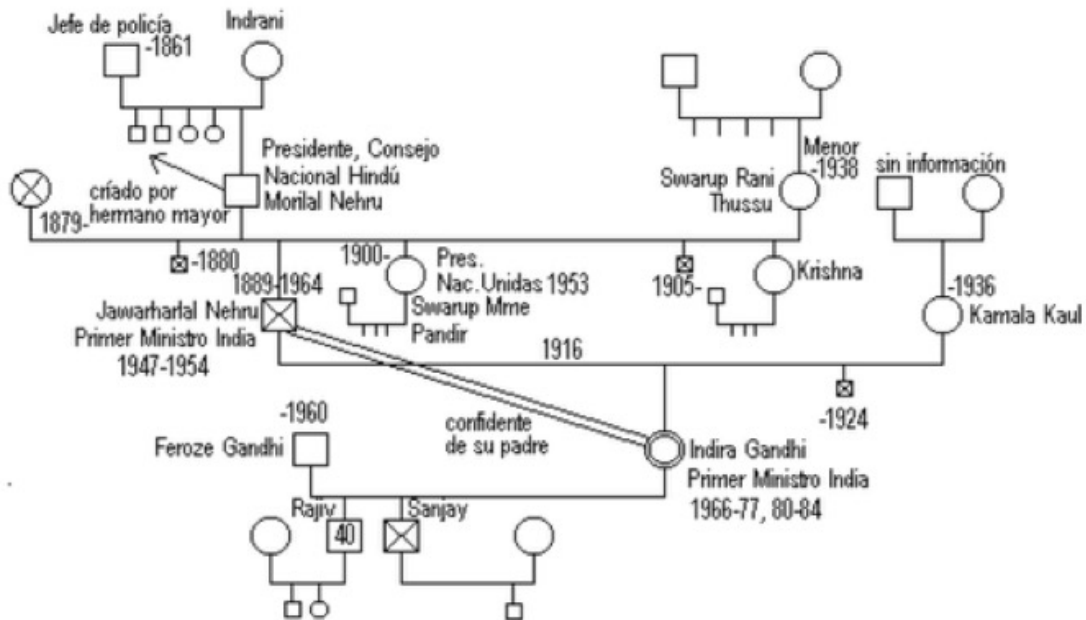 Jefe de policía
-1861
Indrani
Presidente, Consejo
Nacional Hindú
Morilal Nehru
críado por
hermano mayor
Menor
-1938
Swarup Rani
Thussu
sin información
1879-
-1880
1889-1964
Jawarharlal Nehru
Primer Ministro India
1947-1954
1900-
Pres.
Nac.Unidas 1953
Swarup Mme
Pandir
1905-
Krishna
-1936
Kamala Kaul
1916
-1924
confidente
de su padre
-1960
Feroze Gandhi
Indira Gandhi
Primer Ministro India
1966-77, 80-84
Rajiv
40
Sanjay